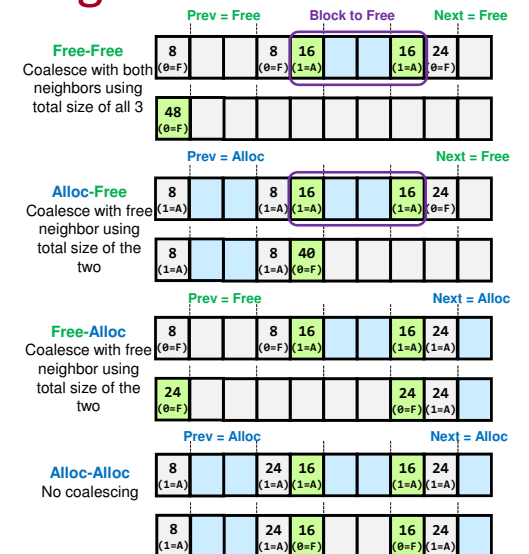 Prev = Free Block to Free Next = Free
Free-Free
Coalesce with both
neighbors using
total size of all 3
8 8 16 16 24
(0=F) (0=F) (1=A) (1=A) (0=F)
48
(0=F)
Prev = Alloc Next = Free
Alloc-Free
Coalesce with free
neighbor using
total size of the
two
8 8 16 16 24
(1=A) (1=A) (1=A) (1=A) (0=F)
8 8 40
(1=A) (1=A) (0=F)
Prev = Free Next = Alloc
Free-Alloc
Coalesce with free
neighbor using
total size of the
two
8 8 16 16 24
(0=F) (0=F) (1=A) (1=A) (1=A)
24 24 24
(0=F) (0=F) (1=A)
Prev = Alloc Next = Alloc
Alloc-Alloc
No coalescing
8 24 16 16 24
(1=A) (1=A) (1=A) (1=A) (1=A)
8 24 16 16 24
(1=A) (1=A) (0=F) (0=F) (1=A)